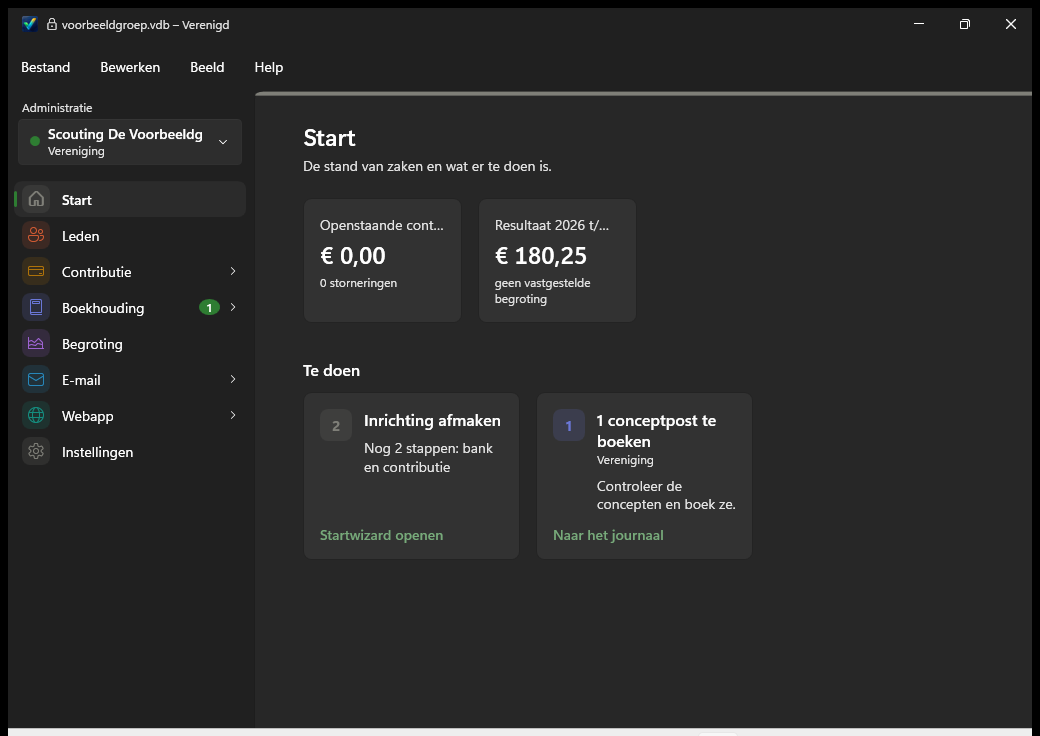 voorbeeldgroep.vdb – Verenigd
Bestand Bewerken Beeld Help
Administratie
Scouting De Voorbeeldg
Vereniging
Start
Leden
Contributie
Boekhouding 1
Begroting
E-mail
Webapp
Instellingen
Start
De stand van zaken en wat er te doen is.
Openstaande cont...
€ 0,00
0 storneringen
Resultaat 2026 t/...
€ 180,25
geen vastgestelde
begroting
Te doen
2
Inrichting afmaken
Nog 2 stappen: bank
en contributie
Startwizard openen
1
1 conceptpost te
boeken
Vereniging
Controleer de
concepten en boek ze.
Naar het journaal